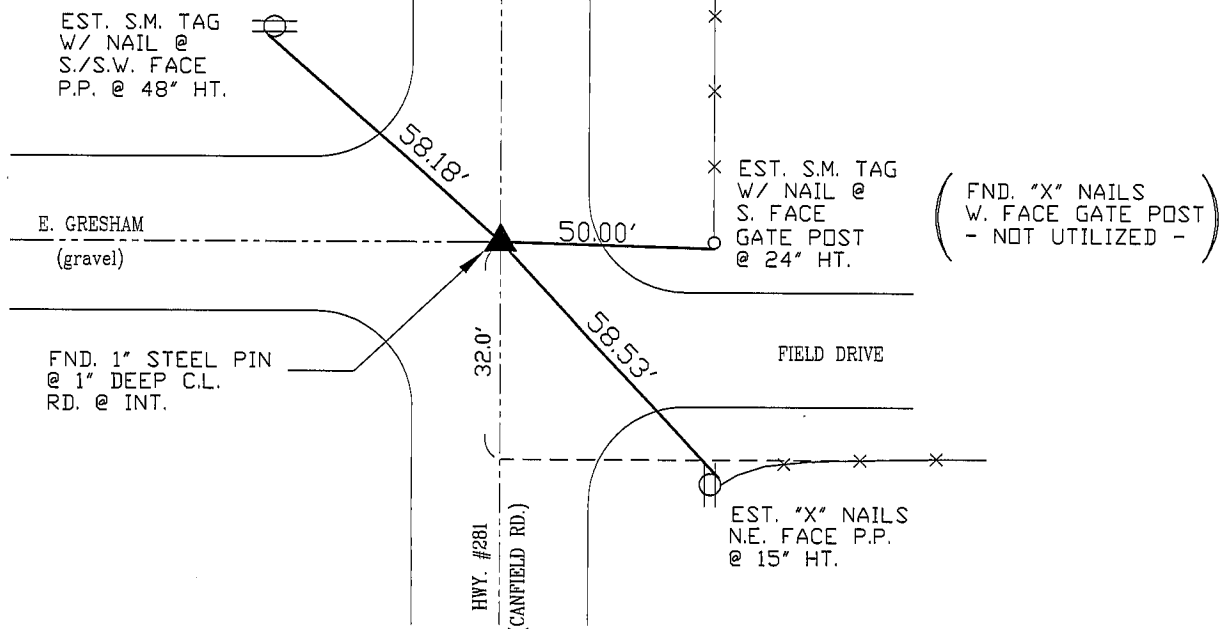 EST. S.M. TAG
W/ NAIL @
S./S.W. FACE
P.P. @ 48" HT.
58.18'
EST. S.M. TAG
W/ NAIL @
S. FACE
GATE POST
@ 24" HT.
FND. "X" NAILS
W. FACE GATE POST
- NOT UTILIZED -
E. GRESHAM
(gravel)
50.00'
FND. 1" STEEL PIN
@ 1" DEEP C.L.
RD. @ INT.
32.0'
58.53'
FIELD DRIVE
EST. "X" NAILS
N.E. FACE P.P.
@ 15" HT.
HWY. #281
(CANFIELD RD.)